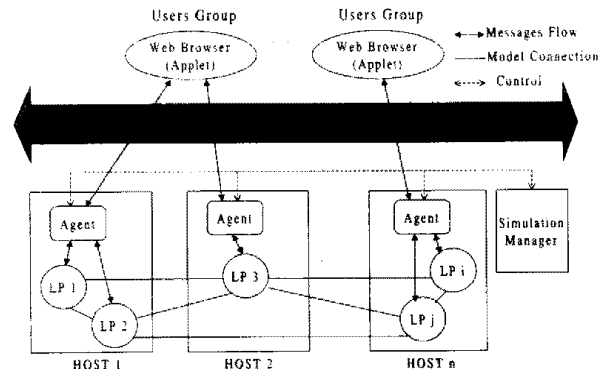 Users Group
Users Group
Web Browser
(Applet)
Web Browser
(Applet)
Messages Flow
Model Connection
Control
Agent
Agent
Agent
Simulation
Manager
LP 1
LP 2
LP 3
LP i
LP j
HOST 1
HOST 2
HOST n